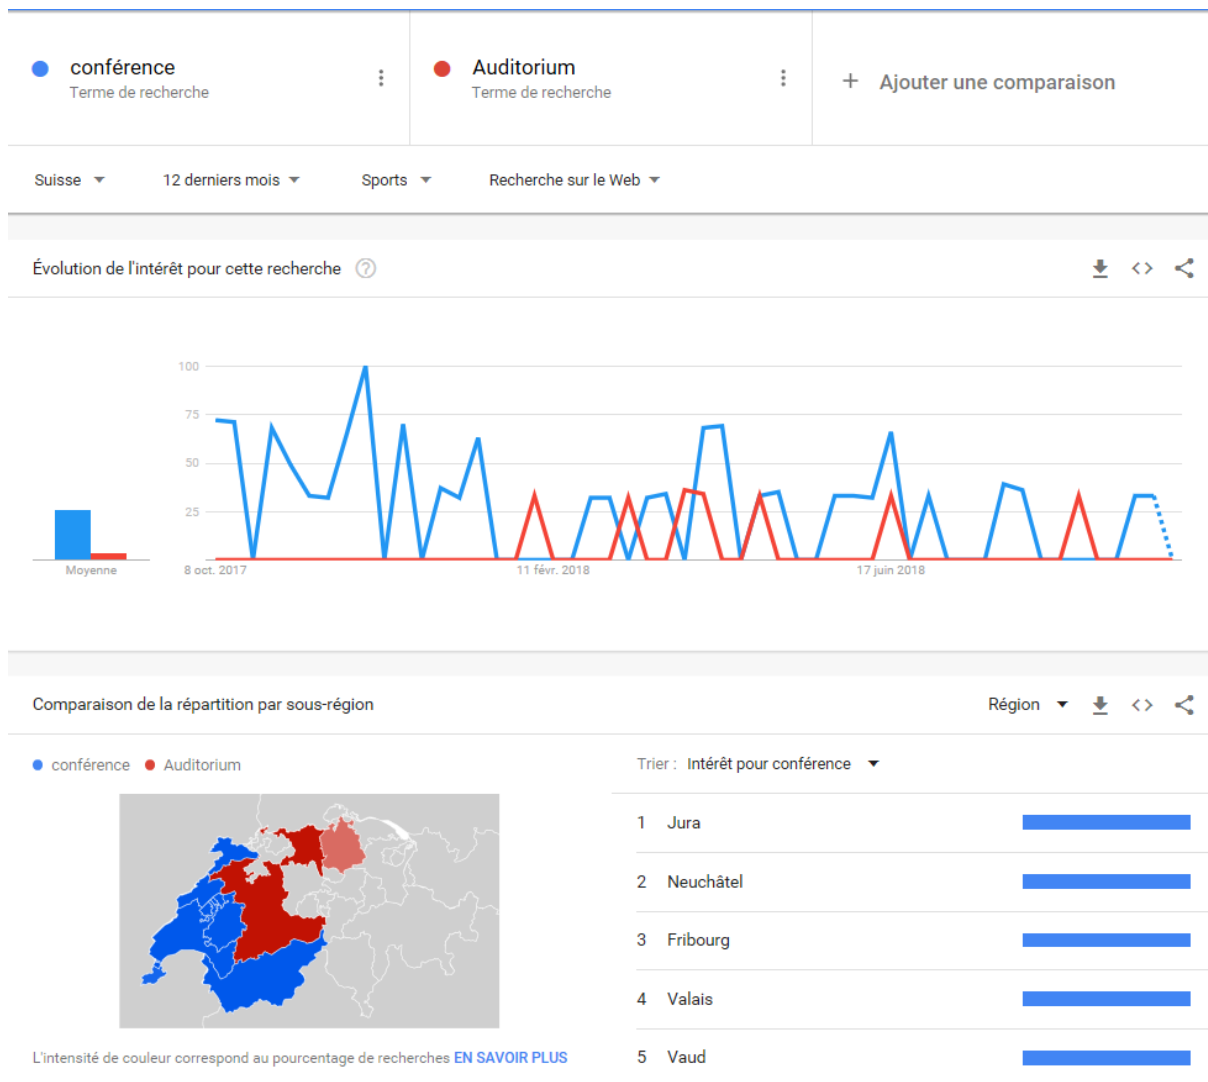 conférence
Terme de recherche
Auditorium
Terme de recherche
+ Ajouter une comparaison
Suisse
12 derniers mois
Sports
Recherche sur le Web
Évolution de l'intérêt pour cette recherche ?
100
75
50
25
Moyenne
8 oct. 2017
11 févr. 2018
17 juin 2018
Comparaison de la répartition par sous-région
Région
conférence Auditorium
Trier : Intérêt pour conférence
1 Jura
2 Neuchâtel
3 Fribourg
4 Valais
5 Vaud
L'intensité de couleur correspond au pourcentage de recherches EN SAVOIR PLUS